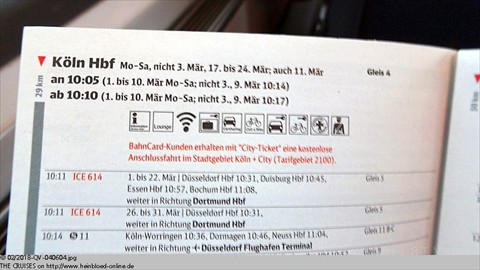 Köln Hbf Mo-Sa, nicht 3. Mär, 17. bis 24. Mär; auch 11. Mär Gleis 4
an 10:05 (1. bis 10. Mär Mo-Sa; nicht 3., 9. Mär 10:14)
ab 10:10 (1. bis 10. Mär Mo-Sa; nicht 3., 9. Mär 10:17)
29 km
Lounge
BahnCard-Kunden erhalten mit "City-Ticket" eine kostenlose
Anschlussfahrt im Stadtgebiet Köln + City (Tarifgebiet 2100).
10:11 ICE 614 1. bis 22. Mär | Düsseldorf Hbf 10:31, Duisburg Hbf 10:45, Gleis 5
Essen Hbf 10:57, Bochum Hbf 11:08,
weiter in Richtung Dortmund Hbf
10:11 ICE 614 26. bis 31. Mär | Düsseldorf Hbf 10:31, Gleis 5
weiter in Richtung Dortmund Hbf
10:14 S 11 Köln-Worringen 10:36, Dormagen 10:46, Neuss Hbf 11:04, Gleis 11
weiter in Richtung Düsseldorf Flughafen Terminal
50 km
© 02/2018-QV-040604.jpg
THE CRUISES on http://www.heinbloed-online.de